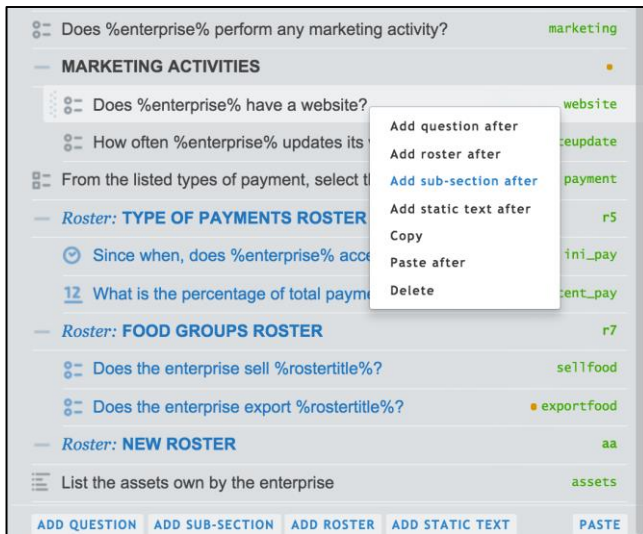 Does %enterprise% perform any marketing activity? marketing
— MARKETING ACTIVITIES
Does %enterprise% have a website? website
How often %enterprise% updates its teupdate
From the listed types of payment, select payment
— Roster: TYPE OF PAYMENTS ROSTER r5
Since when, does %enterprise% ini_pay
12 What is the percentage of total cent_pay
— Roster: FOOD GROUPS ROSTER r7
Does the enterprise sell %rostertitle%? sellfood
Does the enterprise export %rostertitle%? exportfood
— Roster: NEW ROSTER aa
List the assets own by the enterprise assets
Add question after
Add roster after
Add sub-section after
Add static text after
Copy
Paste after
Delete
ADD QUESTION ADD SUB-SECTION ADD ROSTER ADD STATIC TEXT PASTE